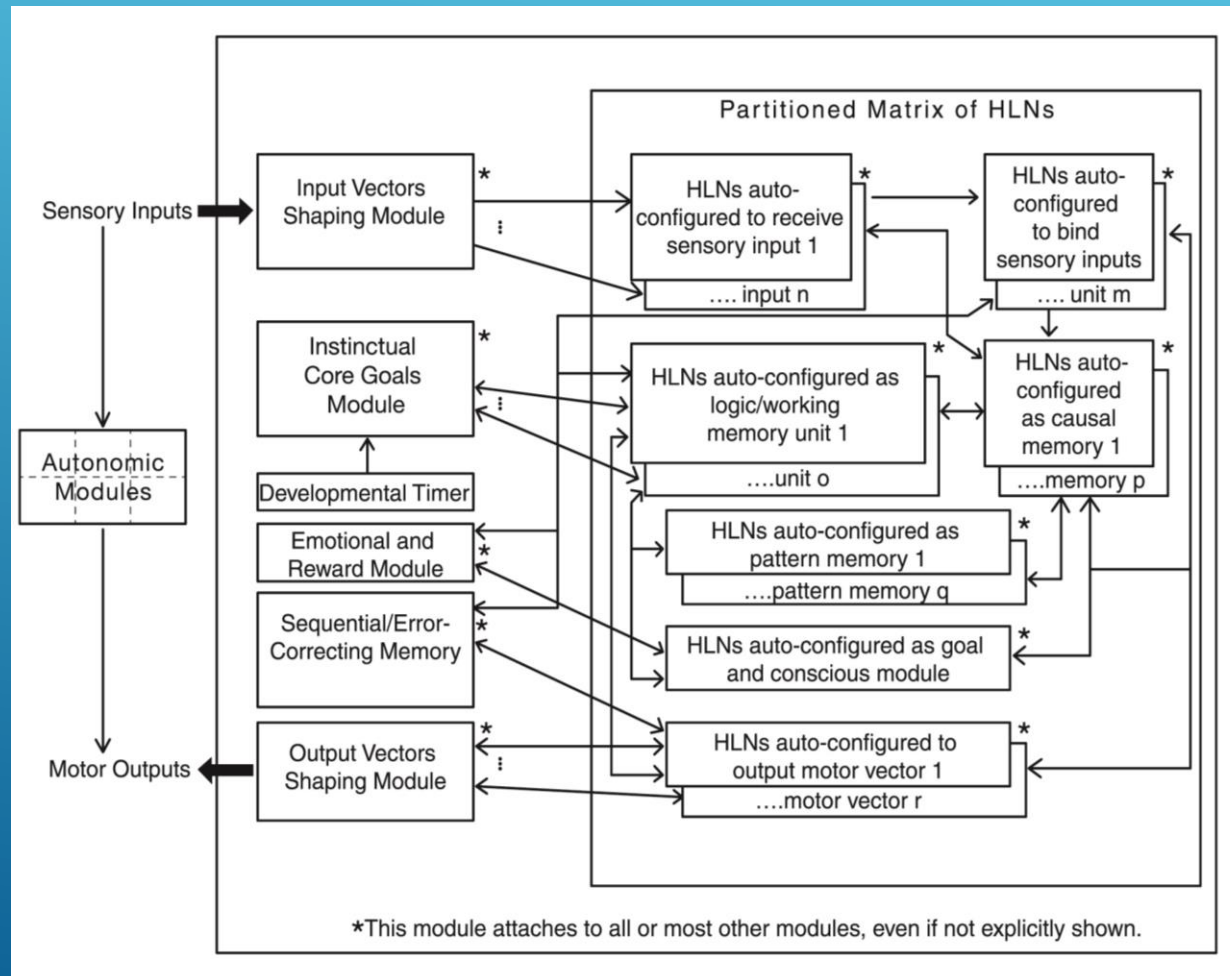 Partitioned Matrix of HLNs
Sensory Inputs
Input Vectors
Shaping Module
*
⋮
HLNs auto-
configured to receive
sensory input 1
*
.... input n
HLNs auto-
configured
to bind
sensory inputs
*
.... unit m
Instinctual
Core Goals
Module
*
⋮
HLNs auto-configured as
logic/working
memory unit 1
*
....unit o
HLNs auto-
configured
as causal
memory 1
*
....memory p
Autonomic
Modules
Developmental Timer
Emotional and
Reward Module
*
HLNs auto-configured as
pattern memory 1
*
....pattern memory q
Sequential/Error-
Correcting Memory
*
HLNs auto-configured as goal
and conscious module
*
Motor Outputs
Output Vectors
Shaping Module
*
⋮
HLNs auto-configured to
output motor vector 1
*
....motor vector r
*This module attaches to all or most other modules, even if not explicitly shown.